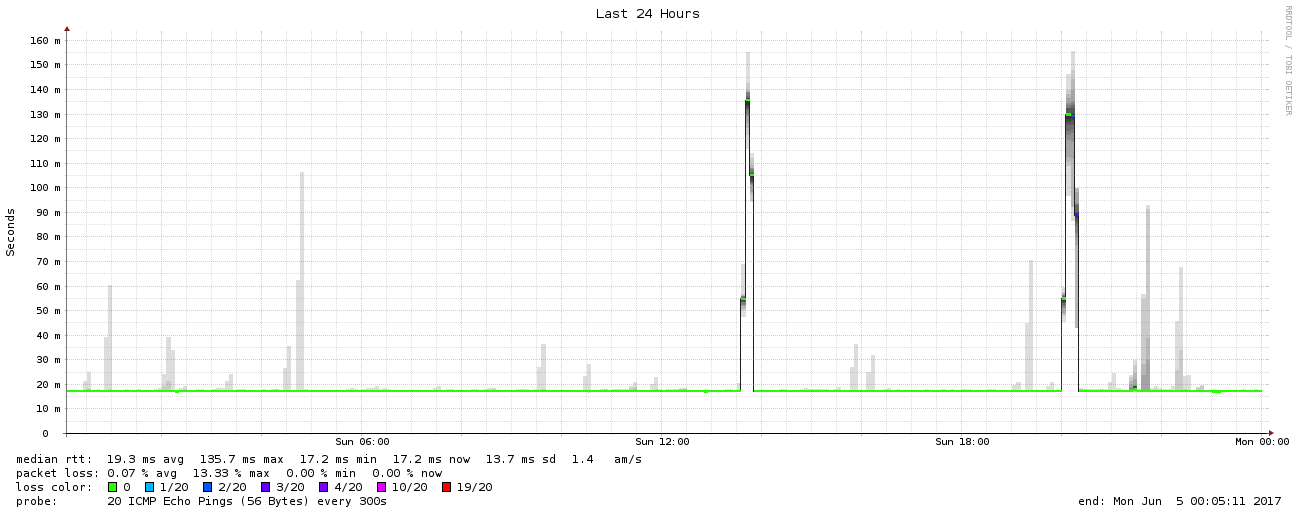 Last 24 Hours
RRDTOOL / TOBI OETIKER
Seconds
160 m
150 m
140 m
130 m
120 m
110 m
100 m
90 m
80 m
70 m
60 m
50 m
40 m
30 m
20 m
10 m
0
Sun 06:00 Sun 12:00 Sun 18:00 Mon 00:00
median rtt: 19.3 ms avg 135.7 ms max 17.2 ms min 17.2 ms now 13.7 ms sd 1.4 am/s
packet loss: 0.07 % avg 13.33 % max 0.00 % min 0.00 % now
loss color: 0 1/20 2/20 3/20 4/20 10/20 19/20
probe: 20 ICMP Echo Pings (56 Bytes) every 300s end: Mon Jun 5 00:05:11 2017